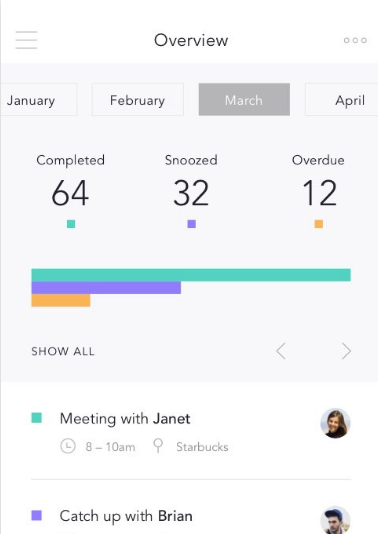 Overview
January February March April
Completed Snoozed Overdue
64 32 12
SHOW ALL
Meeting with Janet
8 – 10am Starbucks
Catch up with Brian